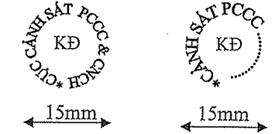 *CỤC CẢNH SÁT PCCC & CNCH
KĐ
15mm
*CẢNH SÁT PCCC..............
KĐ
15mm